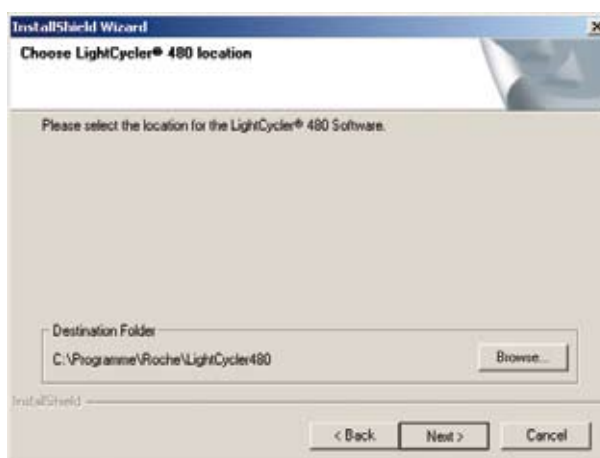 InstallShield Wizard
Choose LightCycler® 480 location
Please select the location for the LightCycler® 480 Software.
Destination Folder
C:\Programme\Roche\LightCycler480
Browse...
InstallShield
< Back
Next >
Cancel